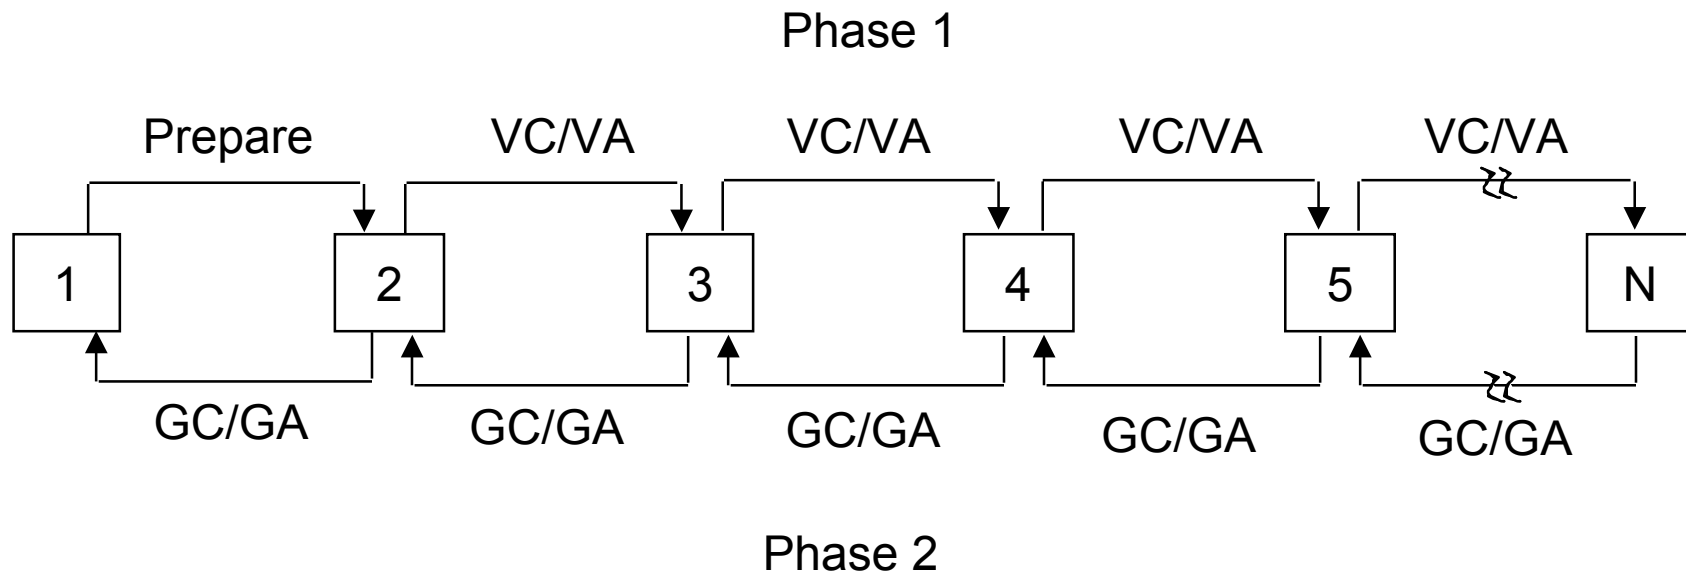 Phase 1
Prepare VC/VA VC/VA VC/VA VC/VA
1 2 3 4 5 N
GC/GA GC/GA GC/GA GC/GA GC/GA
Phase 2